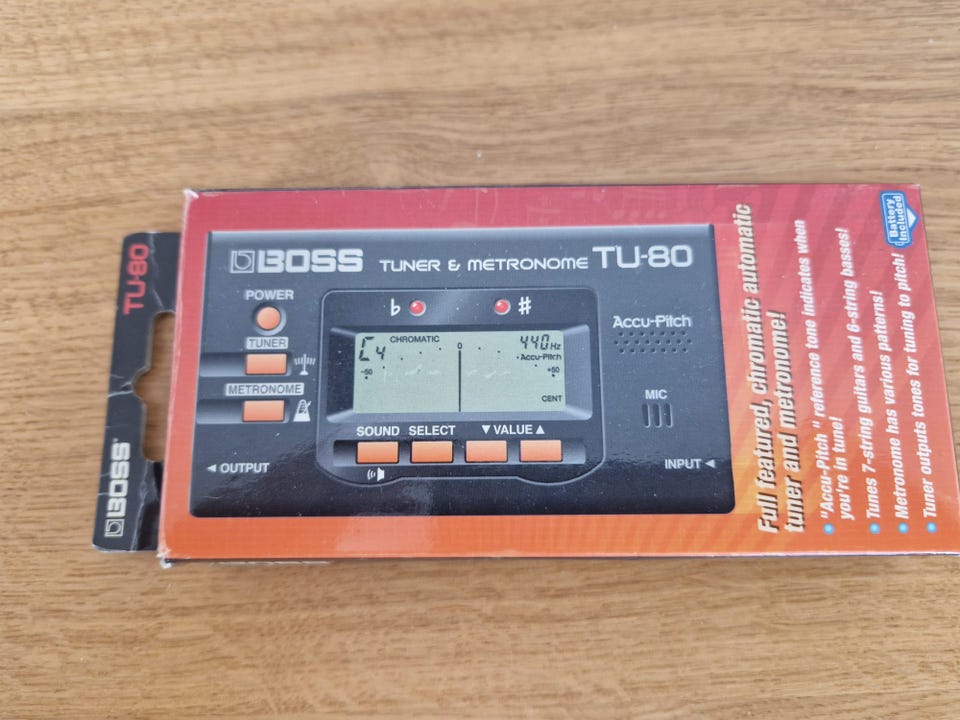 BOSS TUNER & METRONOME TU-80
POWER
TUNER
METRONOME
◄ OUTPUT
♭ ♯
C4 CHROMATIC 0 440 Hz
Accu-Pitch
-50 +50
CENT
SOUND SELECT ▼ VALUE ▲
Accu-Pitch
MIC
INPUT ◄
Full featured, chromatic automatic
tuner and metronome!
• "Accu-Pitch" reference tone indicates when
you're in tune!
• Tunes 7-string guitars and 6-string basses!
• Metronome has various patterns!
• Tuner outputs tones for tuning to pitch!
Battery
Included
BOSS TU-80